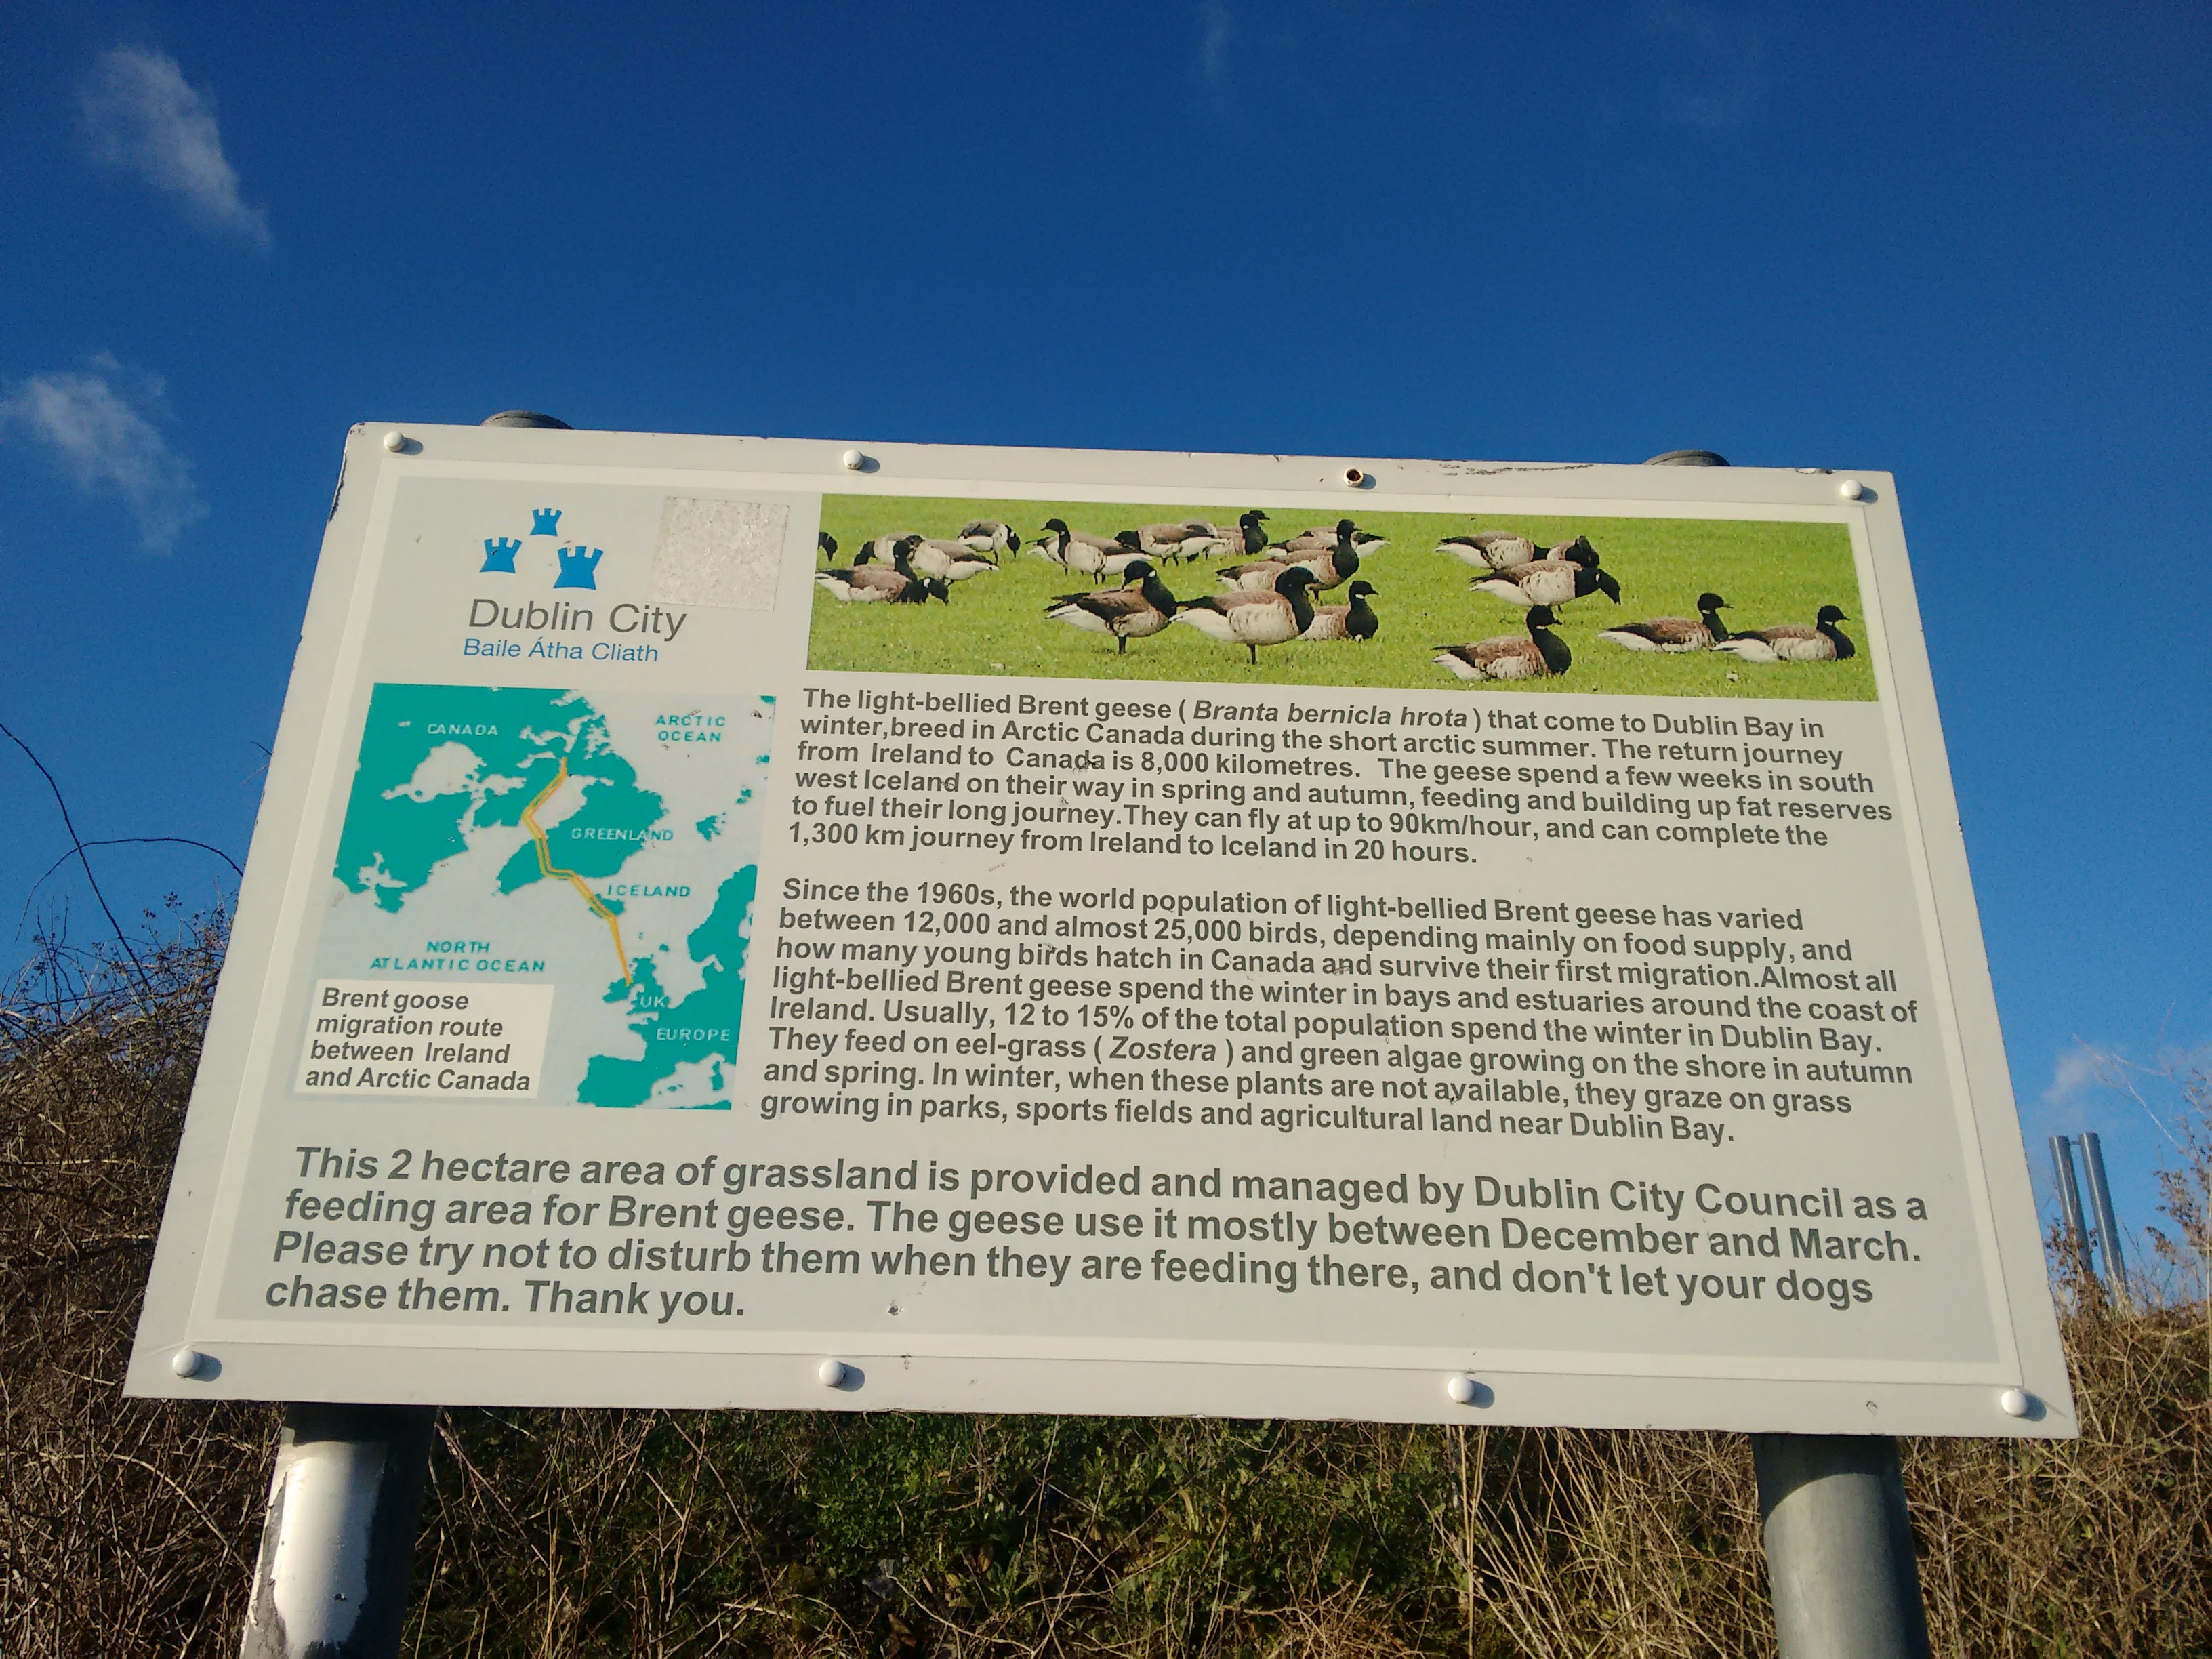 Dublin City
Baile Átha Cliath
CANADA
ARCTIC
OCEAN
GREENLAND
ICELAND
NORTH
ATLANTIC OCEAN
UK
EUROPE
Brent goose
migration route
between Ireland
and Arctic Canada
The light-bellied Brent geese ( Branta bernicla hrota ) that come to Dublin Bay in
winter,breed in Arctic Canada during the short arctic summer. The return journey
from Ireland to Canada is 8,000 kilometres. The geese spend a few weeks in south
west Iceland on their way in spring and autumn, feeding and building up fat reserves
to fuel their long journey.They can fly at up to 90km/hour, and can complete the
1,300 km journey from Ireland to Iceland in 20 hours.
Since the 1960s, the world population of light-bellied Brent geese has varied
between 12,000 and almost 25,000 birds, depending mainly on food supply, and
how many young birds hatch in Canada and survive their first migration.Almost all
light-bellied Brent geese spend the winter in bays and estuaries around the coast of
Ireland. Usually, 12 to 15% of the total population spend the winter in Dublin Bay.
They feed on eel-grass ( Zostera ) and green algae growing on the shore in autumn
and spring. In winter, when these plants are not available, they graze on grass
growing in parks, sports fields and agricultural land near Dublin Bay.
This 2 hectare area of grassland is provided and managed by Dublin City Council as a
feeding area for Brent geese. The geese use it mostly between December and March.
Please try not to disturb them when they are feeding there, and don't let your dogs
chase them. Thank you.